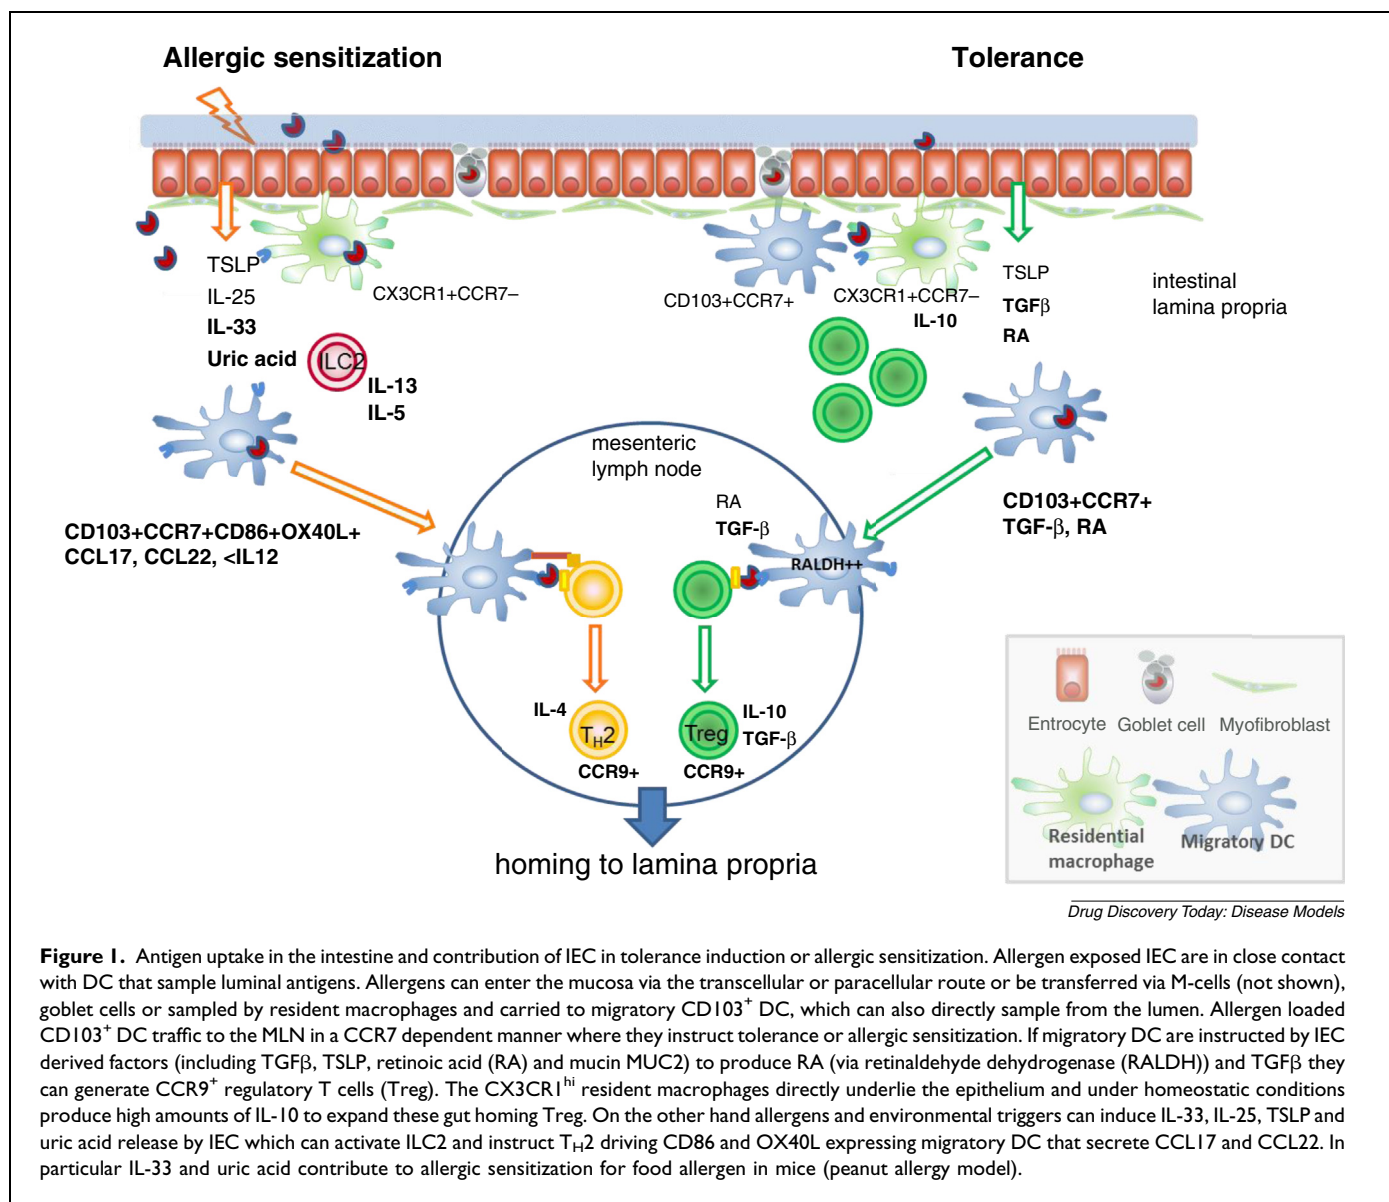 Allergic sensitization
Tolerance
TSLP
IL-25
IL-33
Uric acid
CX3CR1+CCR7–
ILC2
IL-13
IL-5
CD103+CCR7+
CX3CR1+CCR7–
IL-10
TSLP
TGFβ
RA
intestinal
lamina propria
CD103+CCR7+CD86+OX40L+
CCL17, CCL22, <IL12
mesenteric
lymph node
RA
TGF-β
RALDH++
CD103+CCR7+
TGF-β, RA
IL-4
TH2
CCR9+
Treg
IL-10
TGF-β
CCR9+
homing to lamina propria
Entrocyte
Goblet cell
Myofibroblast
Residential
macrophage
Migratory DC
Drug Discovery Today: Disease Models
Figure 1. Antigen uptake in the intestine and contribution of IEC in tolerance induction or allergic sensitization. Allergen exposed IEC are in close contact
with DC that sample luminal antigens. Allergens can enter the mucosa via the transcellular or paracellular route or be transferred via M-cells (not shown),
goblet cells or sampled by resident macrophages and carried to migratory CD103+ DC, which can also directly sample from the lumen. Allergen loaded
CD103+ DC traffic to the MLN in a CCR7 dependent manner where they instruct tolerance or allergic sensitization. If migratory DC are instructed by IEC
derived factors (including TGFβ, TSLP, retinoic acid (RA) and mucin MUC2) to produce RA (via retinaldehyde dehydrogenase (RALDH)) and TGFβ they
can generate CCR9+ regulatory T cells (Treg). The CX3CR1hi resident macrophages directly underlie the epithelium and under homeostatic conditions
produce high amounts of IL-10 to expand these gut homing Treg. On the other hand allergens and environmental triggers can induce IL-33, IL-25, TSLP and
uric acid release by IEC which can activate ILC2 and instruct TH2 driving CD86 and OX40L expressing migratory DC that secrete CCL17 and CCL22. In
particular IL-33 and uric acid contribute to allergic sensitization for food allergen in mice (peanut allergy model).